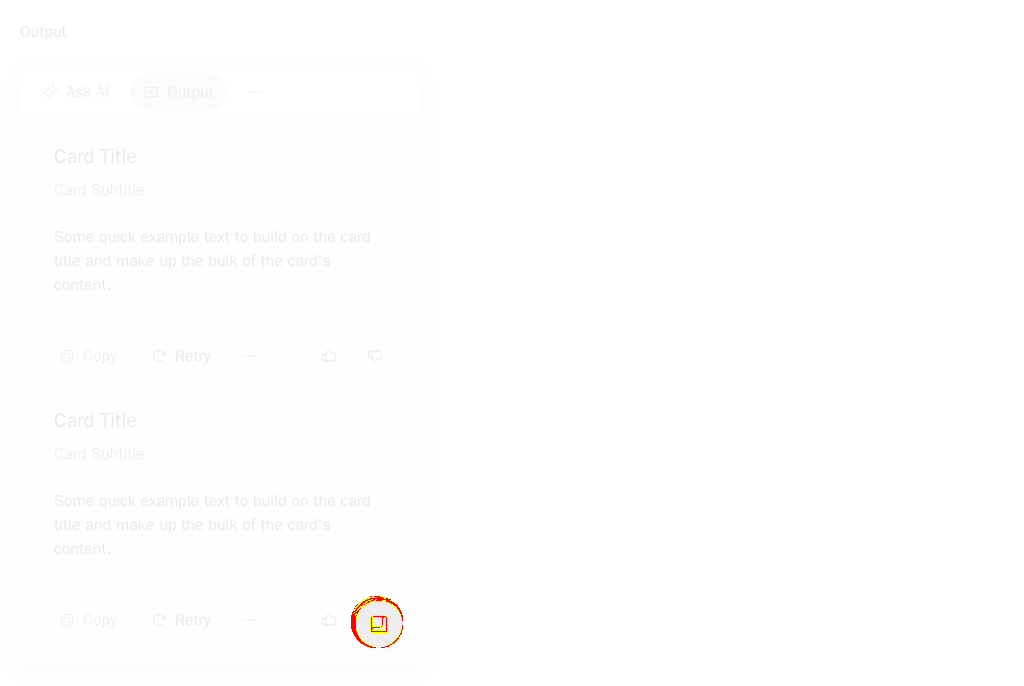 Output
Ask AI Output ...
Card Title
Card Subtitle
Some quick example text to build on the card
title and make up the bulk of the card's
content.
Copy Retry ...
Card Title
Card Subtitle
Some quick example text to build on the card
title and make up the bulk of the card's
content.
Copy Retry ...